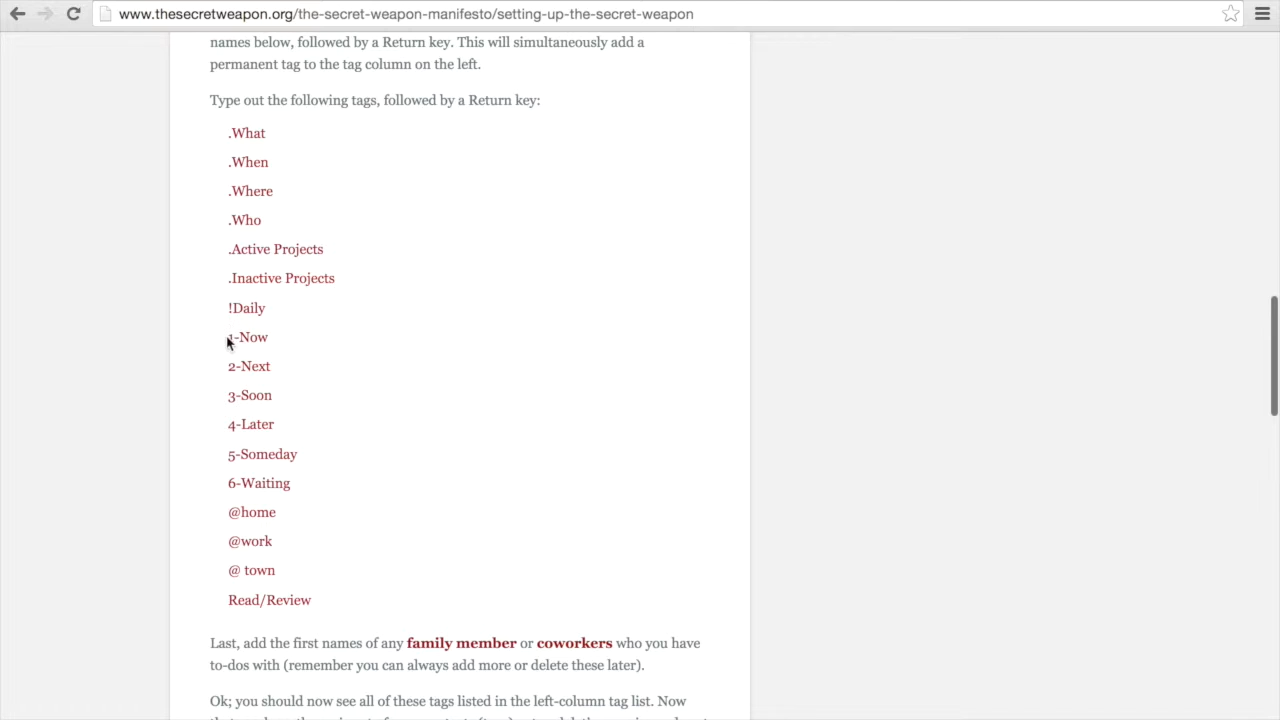 www.thesecretweapon.org/the-secret-weapon-manifesto/setting-up-the-secret-weapon
names below, followed by a Return key. This will simultaneously add a
permanent tag to the tag column on the left.
Type out the following tags, followed by a Return key:
.What
.When
.Where
.Who
.Active Projects
.Inactive Projects
!Daily
1-Now
2-Next
3-Soon
4-Later
5-Someday
6-Waiting
@home
@work
@ town
Read/Review
Last, add the first names of any family member or coworkers who you have
to-dos with (remember you can always add more or delete these later).
Ok; you should now see all of these tags listed in the left-column tag list. Now